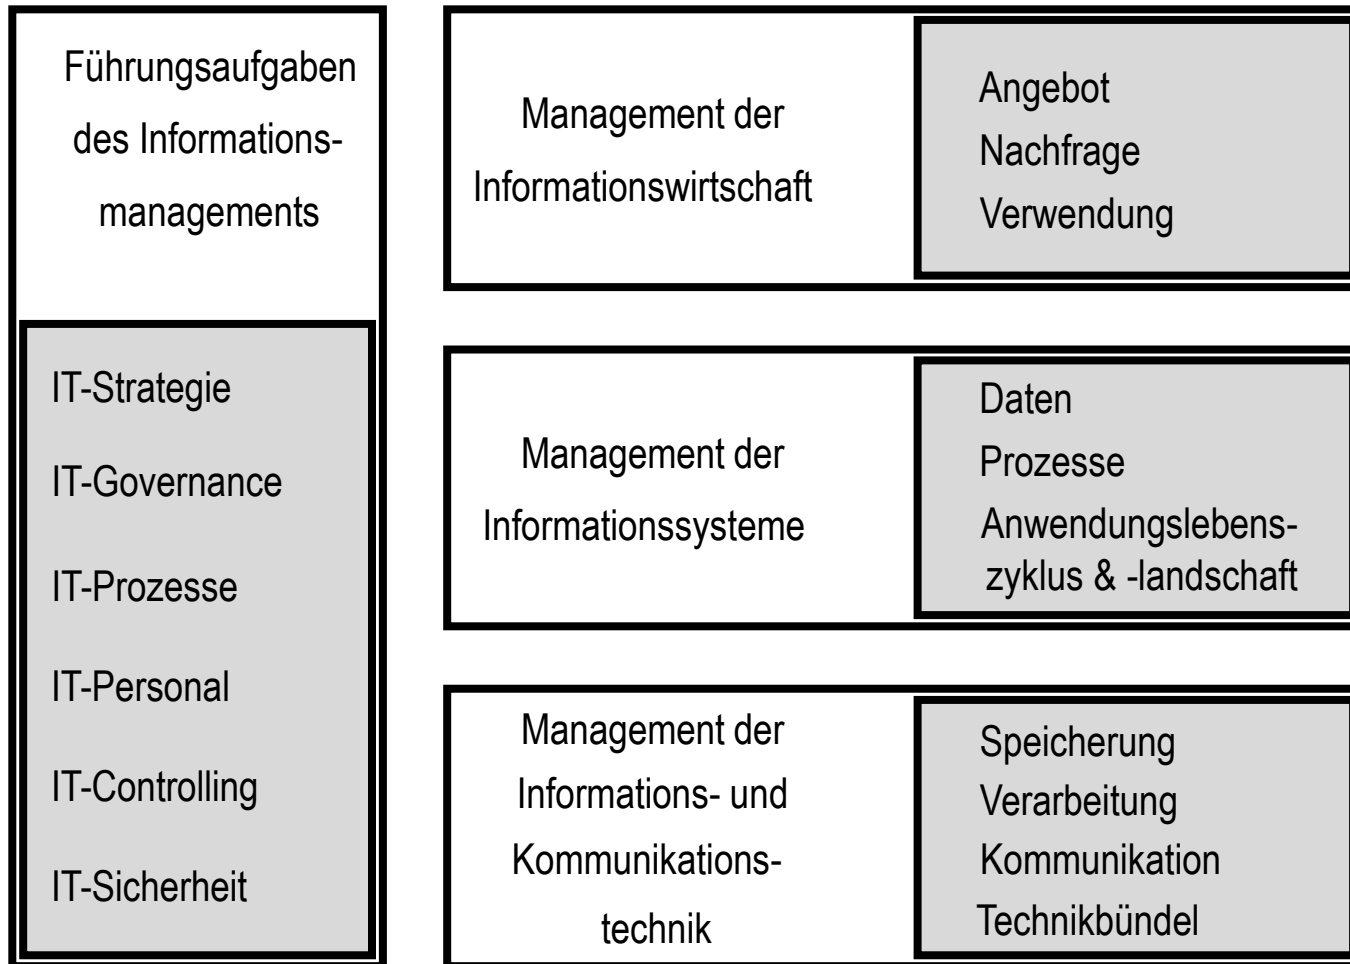 Führungsaufgaben
des Informations-
managements
IT-Strategie
IT-Governance
IT-Prozesse
IT-Personal
IT-Controlling
IT-Sicherheit
Management der
Informationswirtschaft
Angebot
Nachfrage
Verwendung
Management der
Informationssysteme
Daten
Prozesse
Anwendungslebens-
zyklus & -landschaft
Management der
Informations- und
Kommunikations-
technik
Speicherung
Verarbeitung
Kommunikation
Technikbündel